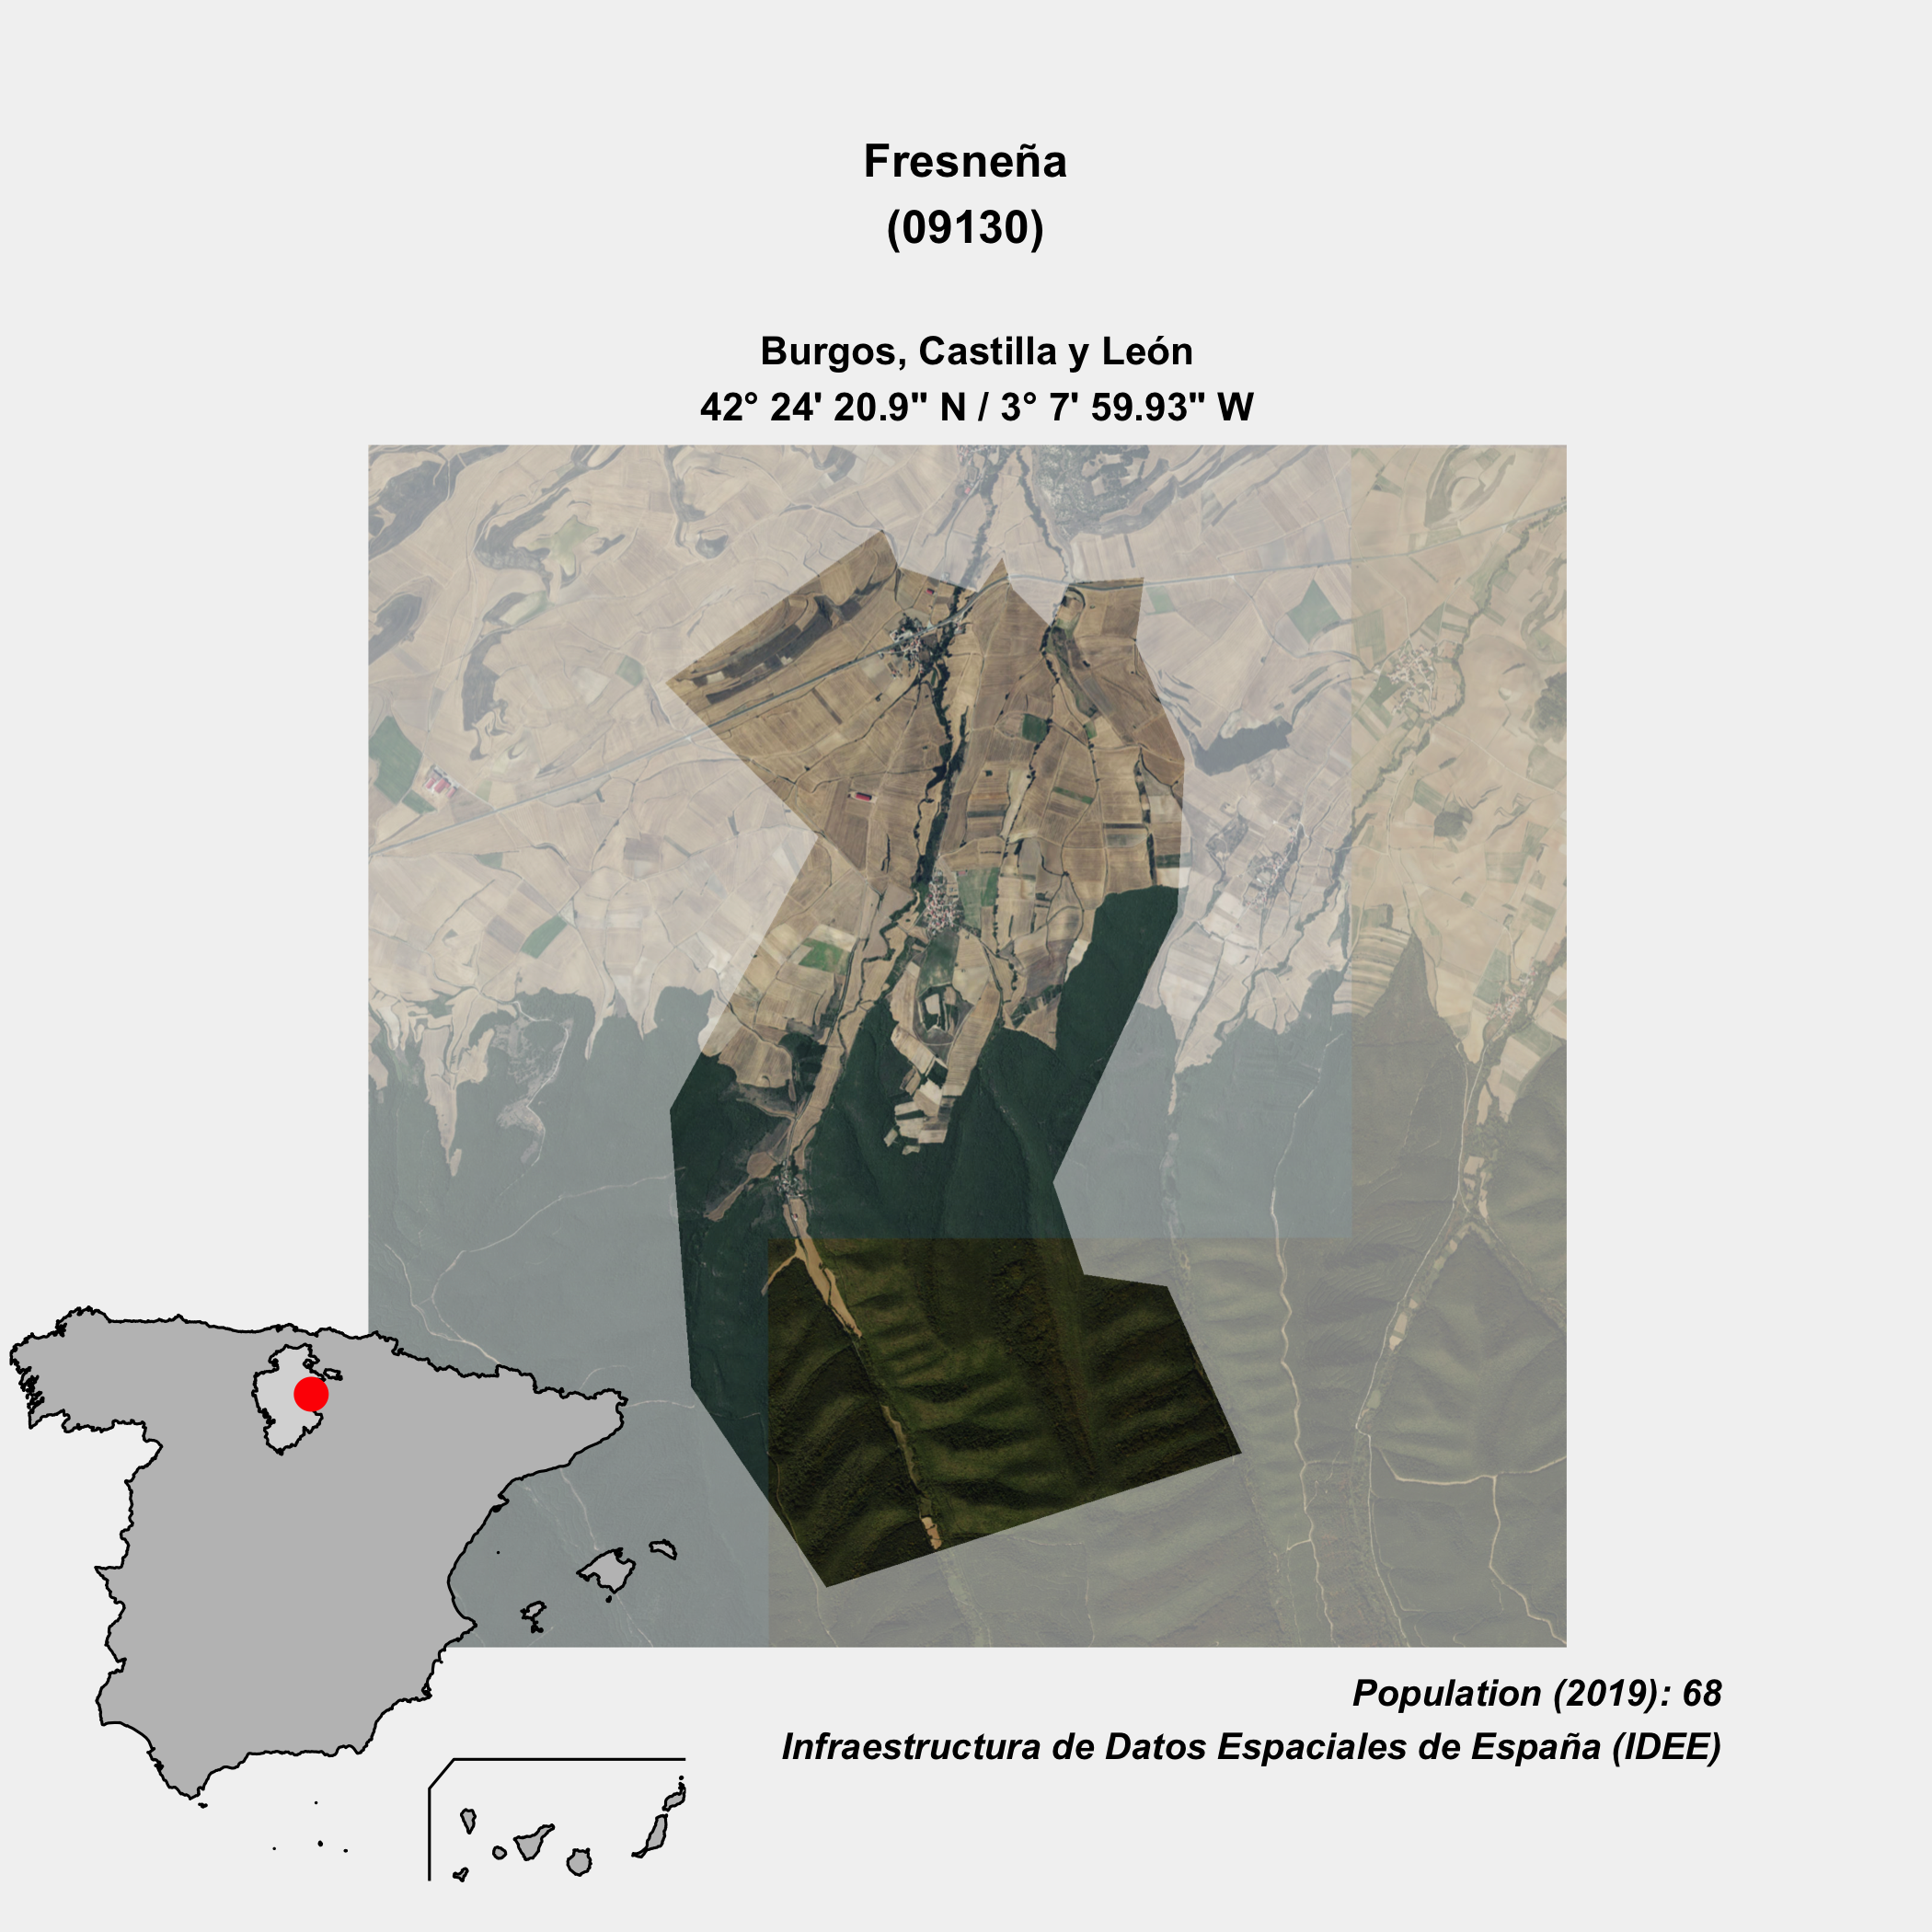 Fresneña
(09130)
Burgos, Castilla y León
42° 24' 20.9" N / 3° 7' 59.93" W
Population (2019): 68
Infraestructura de Datos Espaciales de España (IDEE)